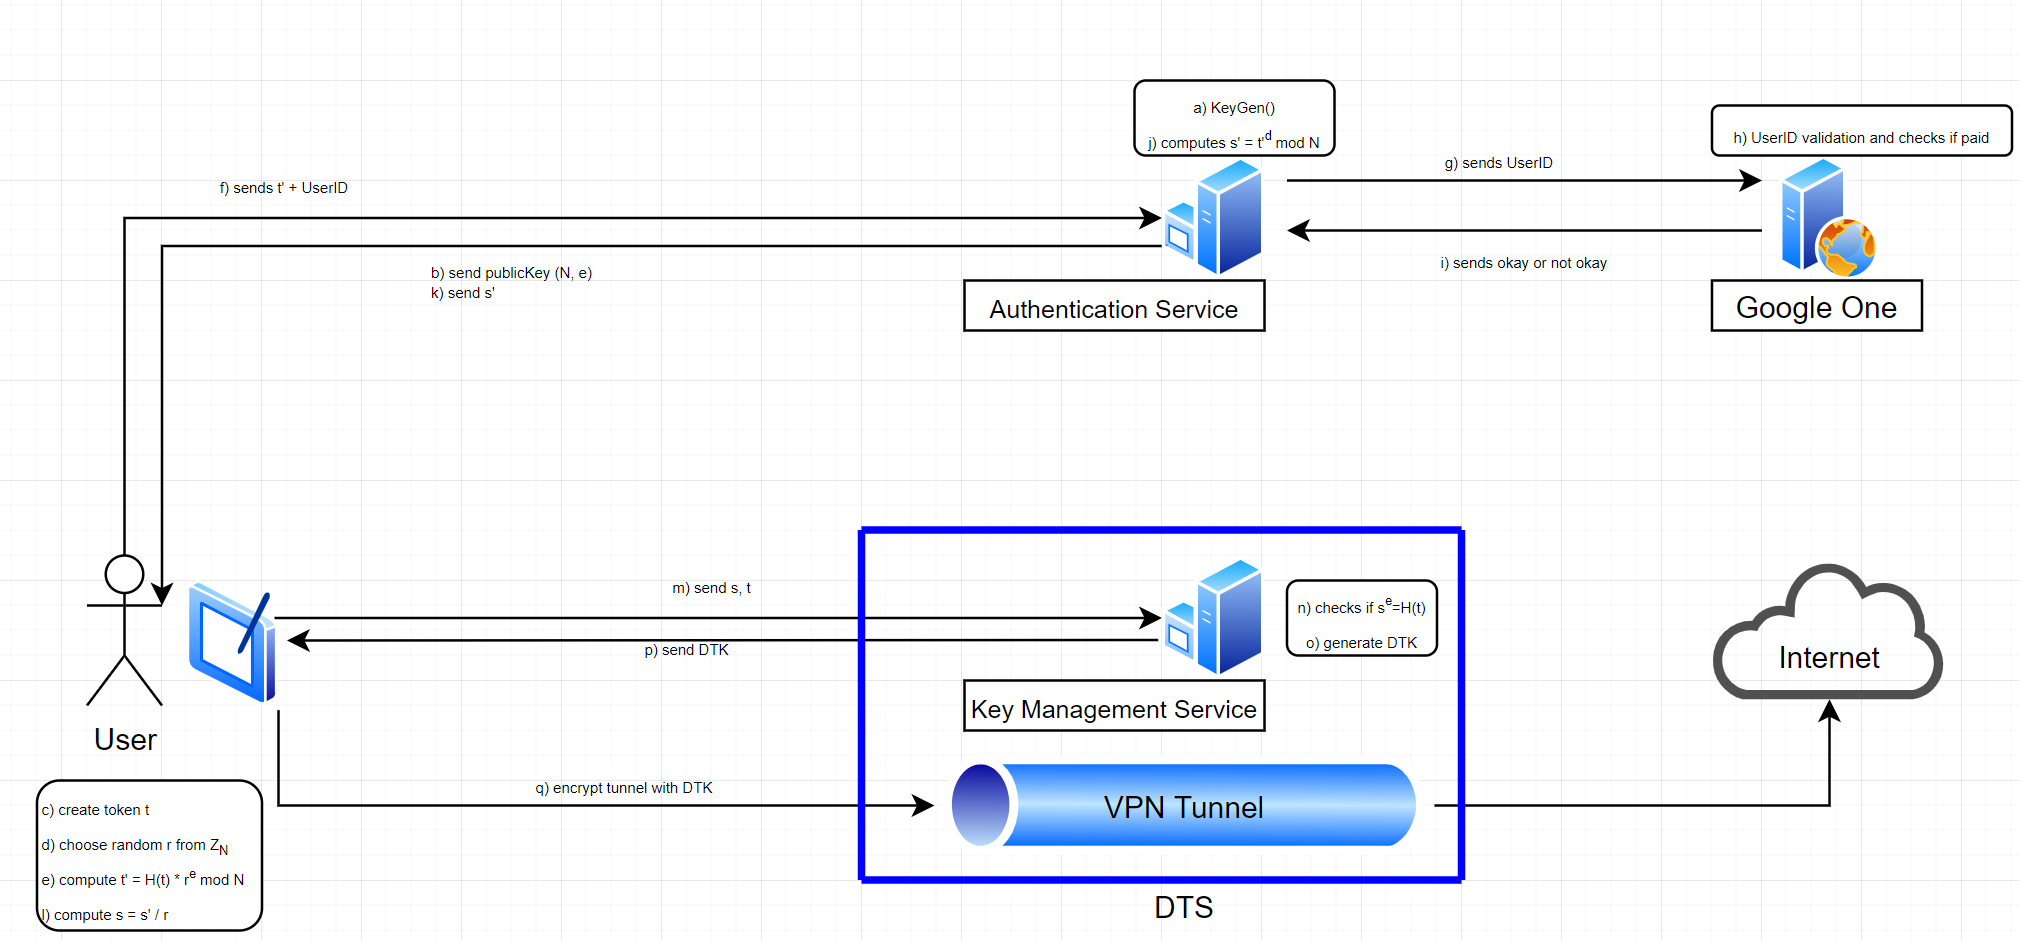 a) KeyGen()
j) computes s' = t'^d mod N
h) UserID validation and checks if paid
g) sends UserID
f) sends t' + UserID
b) send publicKey (N, e)
k) send s'
i) sends okay or not okay
Authentication Service
Google One
m) send s, t
n) checks if s^e=H(t)
o) generate DTK
p) send DTK
Internet
Key Management Service
User
q) encrypt tunnel with DTK
VPN Tunnel
c) create token t
d) choose random r from Z_N
e) compute t' = H(t) * r^e mod N
l) compute s = s' / r
DTS